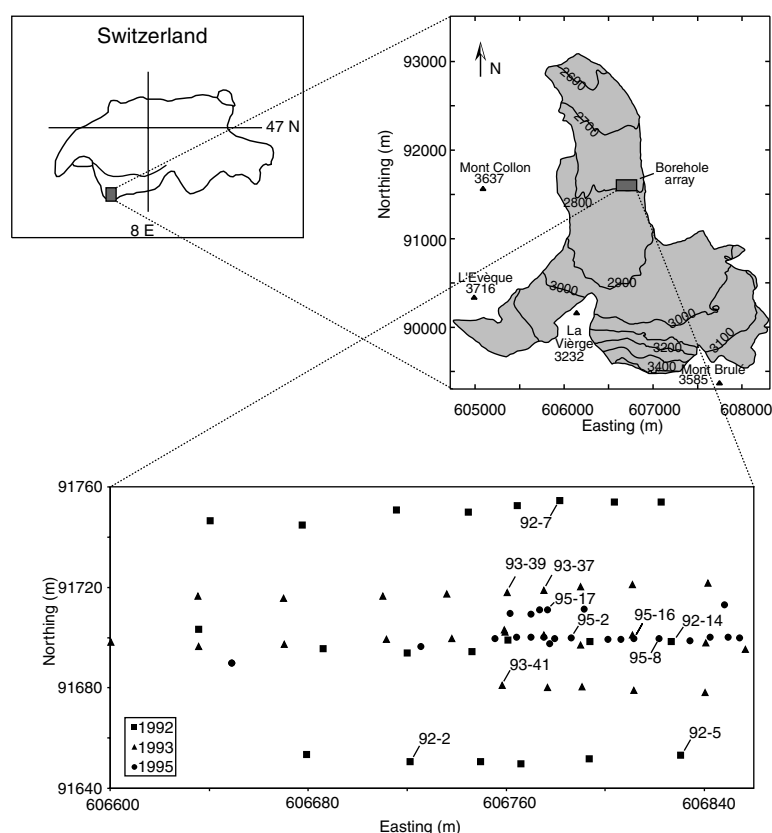 Switzerland
47 N
8 E
93000
92000
91000
90000
Northing (m)
N
2600
2700
2800
2900
3000
3000
3100
3200
3400
Mont Collon
3637
Borehole
array
L'Evèque
3716
La
Vièrge
3232
Mont Brulé
3585
605000
606000
607000
608000
Easting (m)
91760
91720
91680
91640
Northing (m)
92-7
93-39
93-37
95-17
95-2
95-16
92-14
95-8
93-41
92-2
92-5
1992
1993
1995
606600
606680
606760
606840
Easting (m)